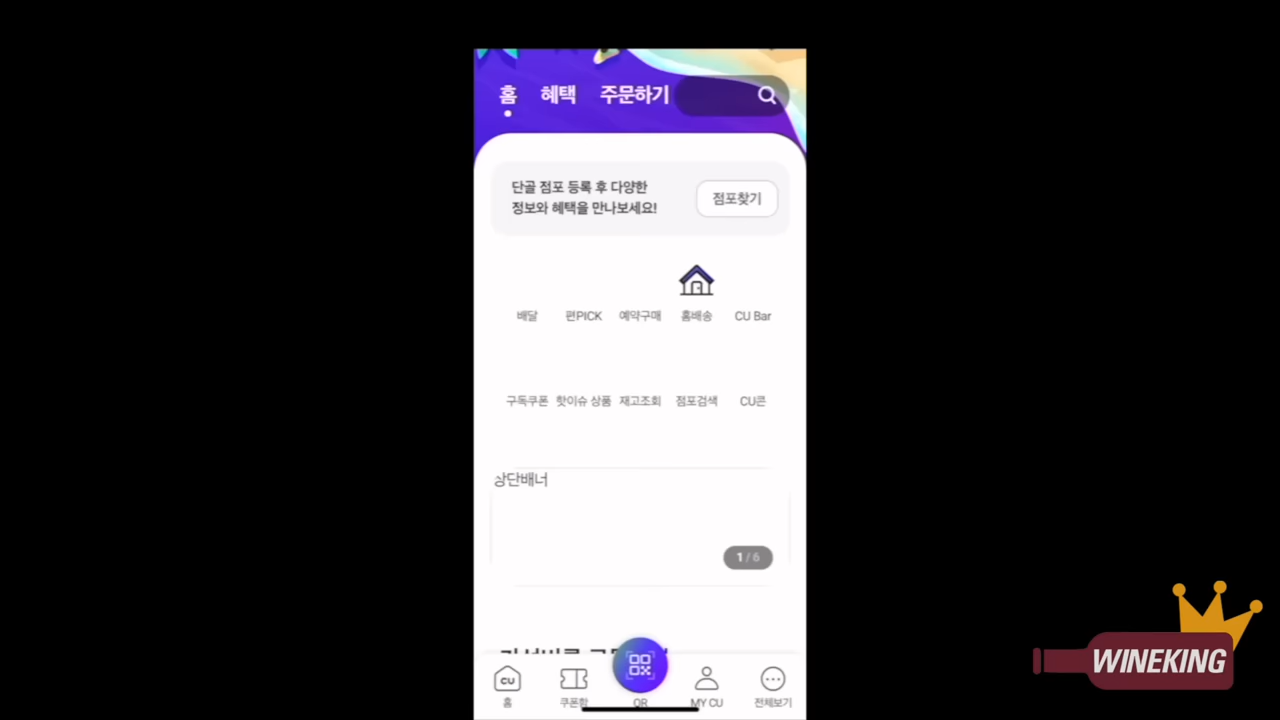 홈 혜택 주문하기
단골 점포 등록 후 다양한
정보와 혜택을 만나보세요!
점포찾기
배달 편PICK 예약구매 홈배송 CU Bar
구독쿠폰 핫이슈 상품 재고조회 점포검색 CU콘
상단배너
1 / 6
CU
홈 쿠폰함 QR MY CU 전체보기
WINEKING